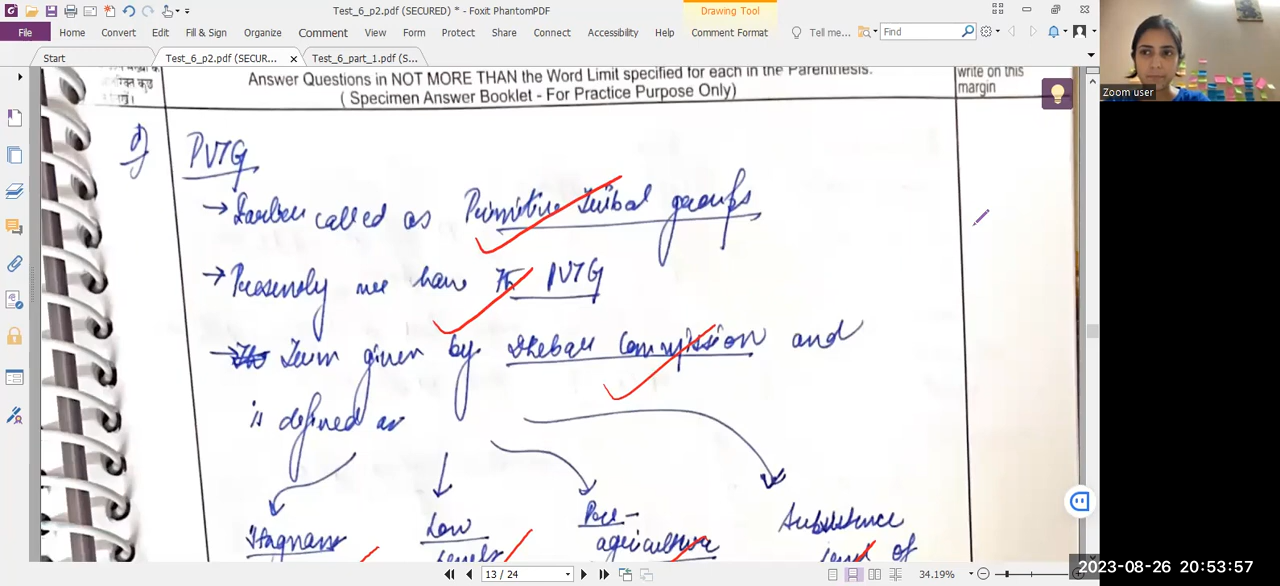 Test_6_p2.pdf (SECURED) * - Foxit PhantomPDF
Drawing Tool
File Home Convert Edit Fill & Sign Organize Comment View Form Protect Share Connect Accessibility Help Comment Format Tell me... Find
Start Test_6_p2.pdf (SECUR... Test_6_part_1.pdf (S...
Answer Questions in NOT MORE THAN the Word Limit specified for each in the Parenthesis.
( Specimen Answer Booklet - For Practice Purpose Only)
write on this
margin
Zoom user
d)
PVTG
→ Earlier called as Primitive Tribal groups
→ Presently we have 75 PVTG
→ Term given by Dhebar Commission and
is defined as
Stagnant
Low
levels
Pre-
agriculture
Subsistence
level of
13 / 24
34.19%
2023-08-26 20:53:57